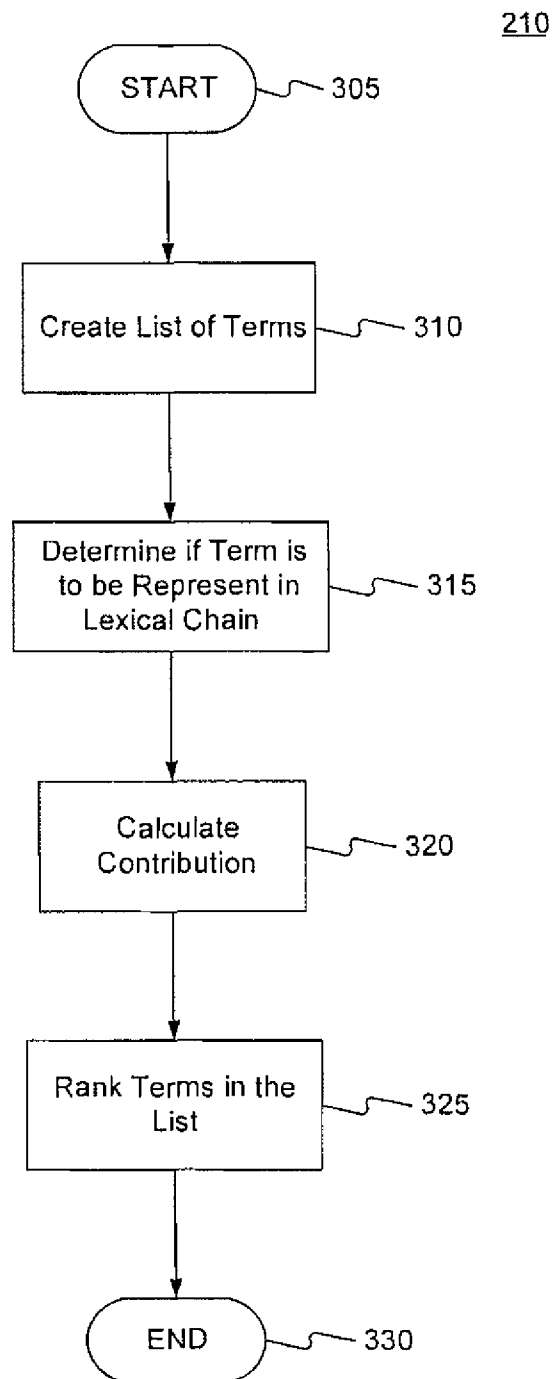 210
START
305
Create List of Terms
310
Determine if Term is
to be Represent in
Lexical Chain
315
Calculate
Contribution
320
Rank Terms in the
List
325
END
330